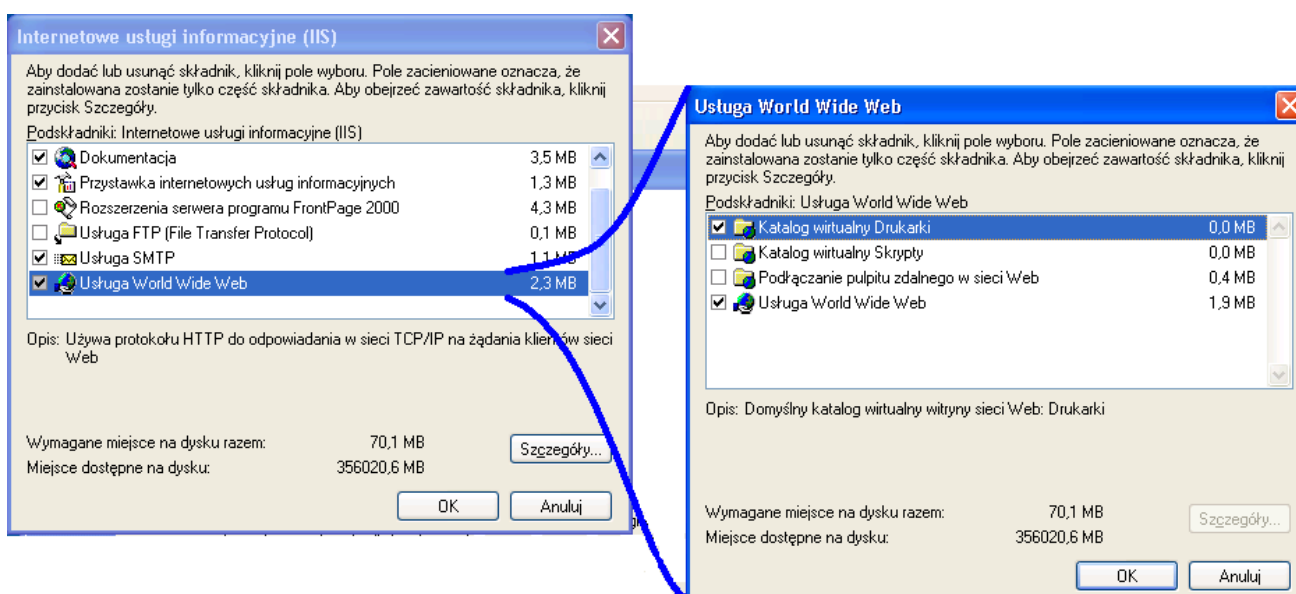 Internetowe usługi informacyjne (IIS)
Aby dodać lub usunąć składnik, kliknij pole wyboru. Pole zacieniowane oznacza, że
zainstalowana zostanie tylko część składnika. Aby obejrzeć zawartość składnika, kliknij
przycisk Szczegóły.
Podskładniki: Internetowe usługi informacyjne (IIS)
Dokumentacja 3,5 MB
Przystawka internetowych usług informacyjnych 1,3 MB
Rozszerzenia serwera programu FrontPage 2000 4,3 MB
Usługa FTP (File Transfer Protocol) 0,1 MB
Usługa SMTP 1,1 MB
Usługa World Wide Web 2,3 MB
Opis: Używa protokołu HTTP do odpowiadania w sieci TCP/IP na żądania klientów sieci
Web
Wymagane miejsce na dysku razem: 70,1 MB
Miejsce dostępne na dysku: 356020,6 MB
Szczegóły...
OK Anuluj
Usługa World Wide Web
Aby dodać lub usunąć składnik, kliknij pole wyboru. Pole zacieniowane oznacza, że
zainstalowana zostanie tylko część składnika. Aby obejrzeć zawartość składnika, kliknij
przycisk Szczegóły.
Podskładniki: Usługa World Wide Web
Katalog wirtualny Drukarki 0,0 MB
Katalog wirtualny Skrypty 0,0 MB
Podłączanie pulpitu zdalnego w sieci Web 0,4 MB
Usługa World Wide Web 1,9 MB
Opis: Domyślny katalog wirtualny witryny sieci Web: Drukarki
Wymagane miejsce na dysku razem: 70,1 MB
Miejsce dostępne na dysku: 356020,6 MB
Szczegóły...
OK Anuluj